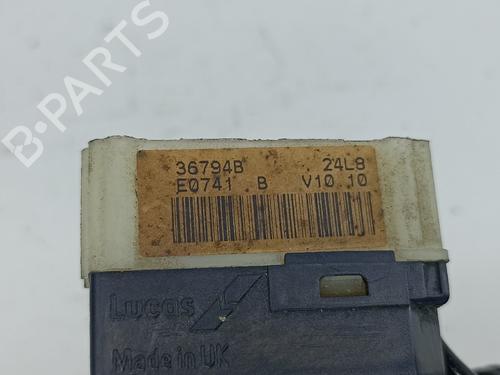 B-PARTS
36794B 24L8
E0741 B V10.10
Lucas
Made in UK